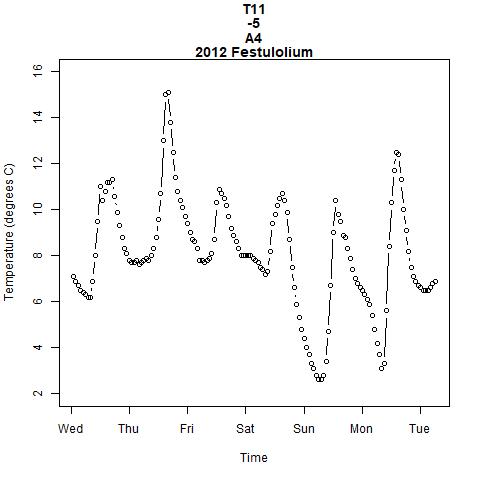 T11
-5
A4
2012 Festulolium
Temperature (degrees C)
16
14
12
10
8
6
4
2
Wed Thu Fri Sat Sun Mon Tue
Time